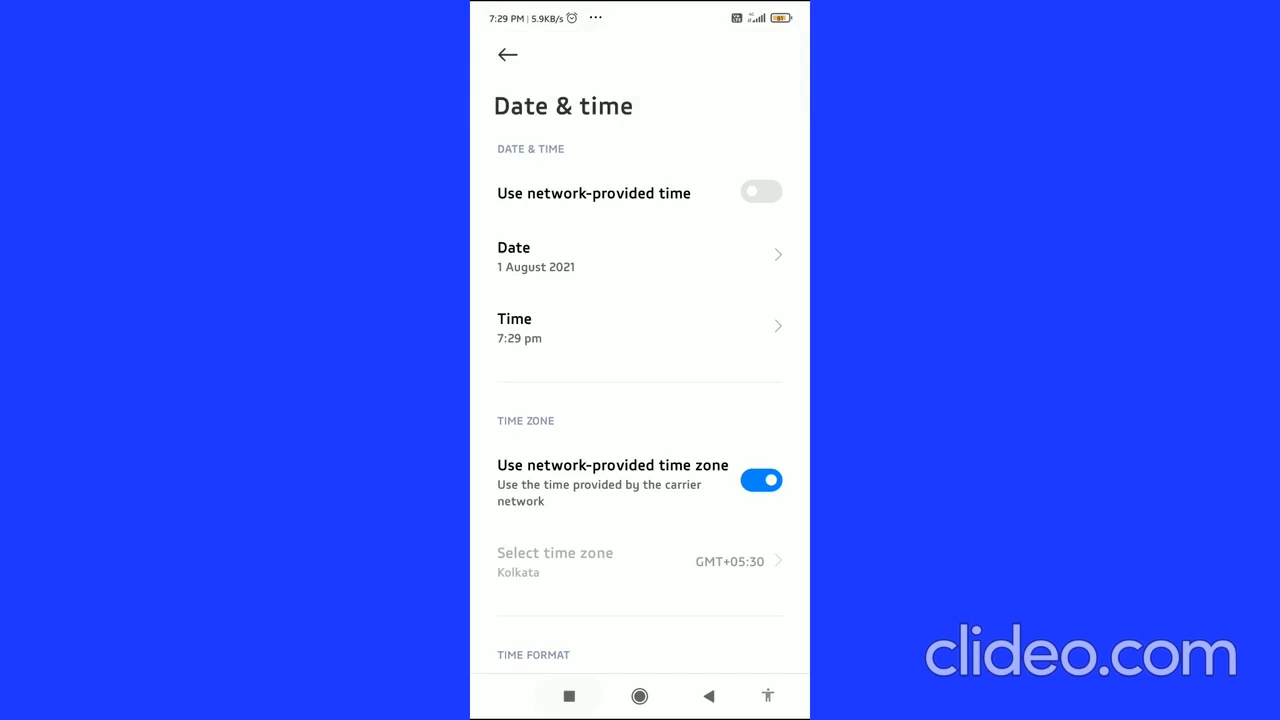 7:29 PM | 5.9KB/s
Date & time
DATE & TIME
Use network-provided time
Date
1 August 2021
Time
7:29 pm
TIME ZONE
Use network-provided time zone
Use the time provided by the carrier
network
Select time zone
GMT+05:30
Kolkata
TIME FORMAT
clideo.com